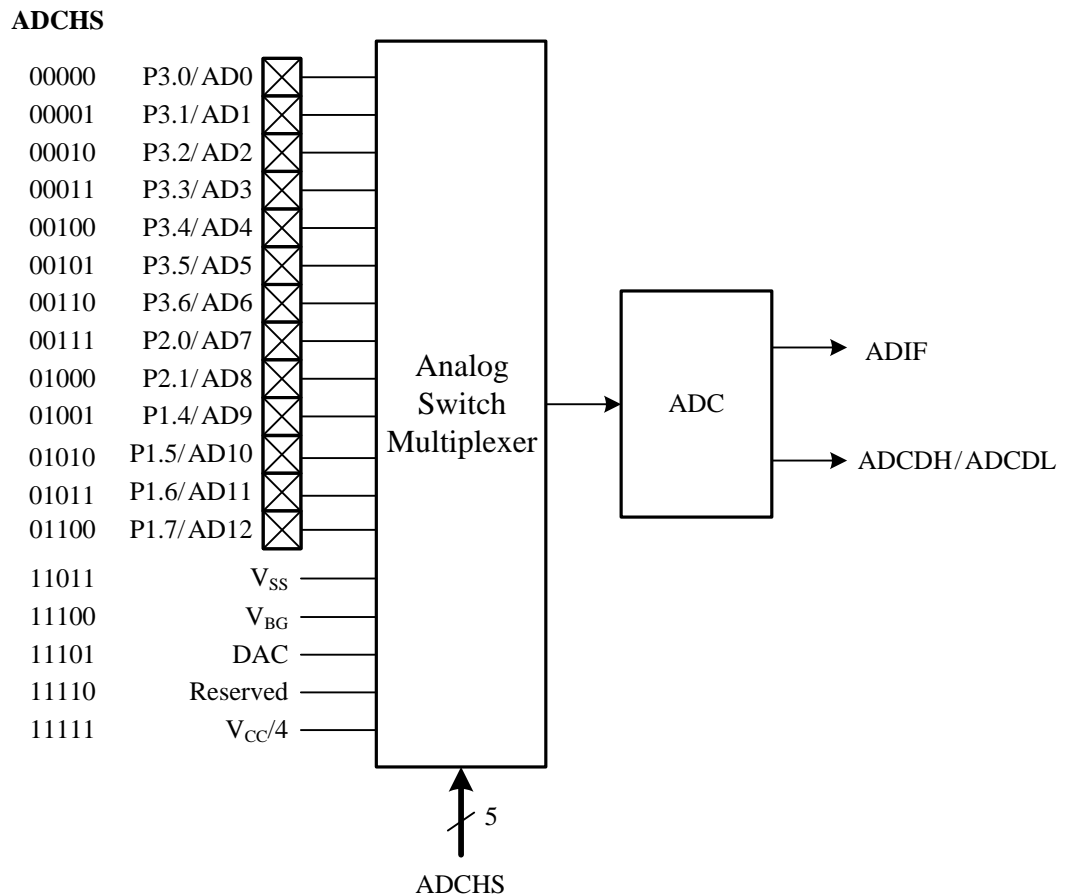 ADCHS
00000 P3.0/AD0
00001 P3.1/AD1
00010 P3.2/AD2
00011 P3.3/AD3
00100 P3.4/AD4
00101 P3.5/AD5
00110 P3.6/AD6
00111 P2.0/AD7
01000 P2.1/AD8
01001 P1.4/AD9
01010 P1.5/AD10
01011 P1.6/AD11
01100 P1.7/AD12
11011 VSS
11100 VBG
11101 DAC
11110 Reserved
11111 VCC/4
Analog
Switch
Multiplexer
ADC
ADIF
ADCDH/ADCDL
5
ADCHS